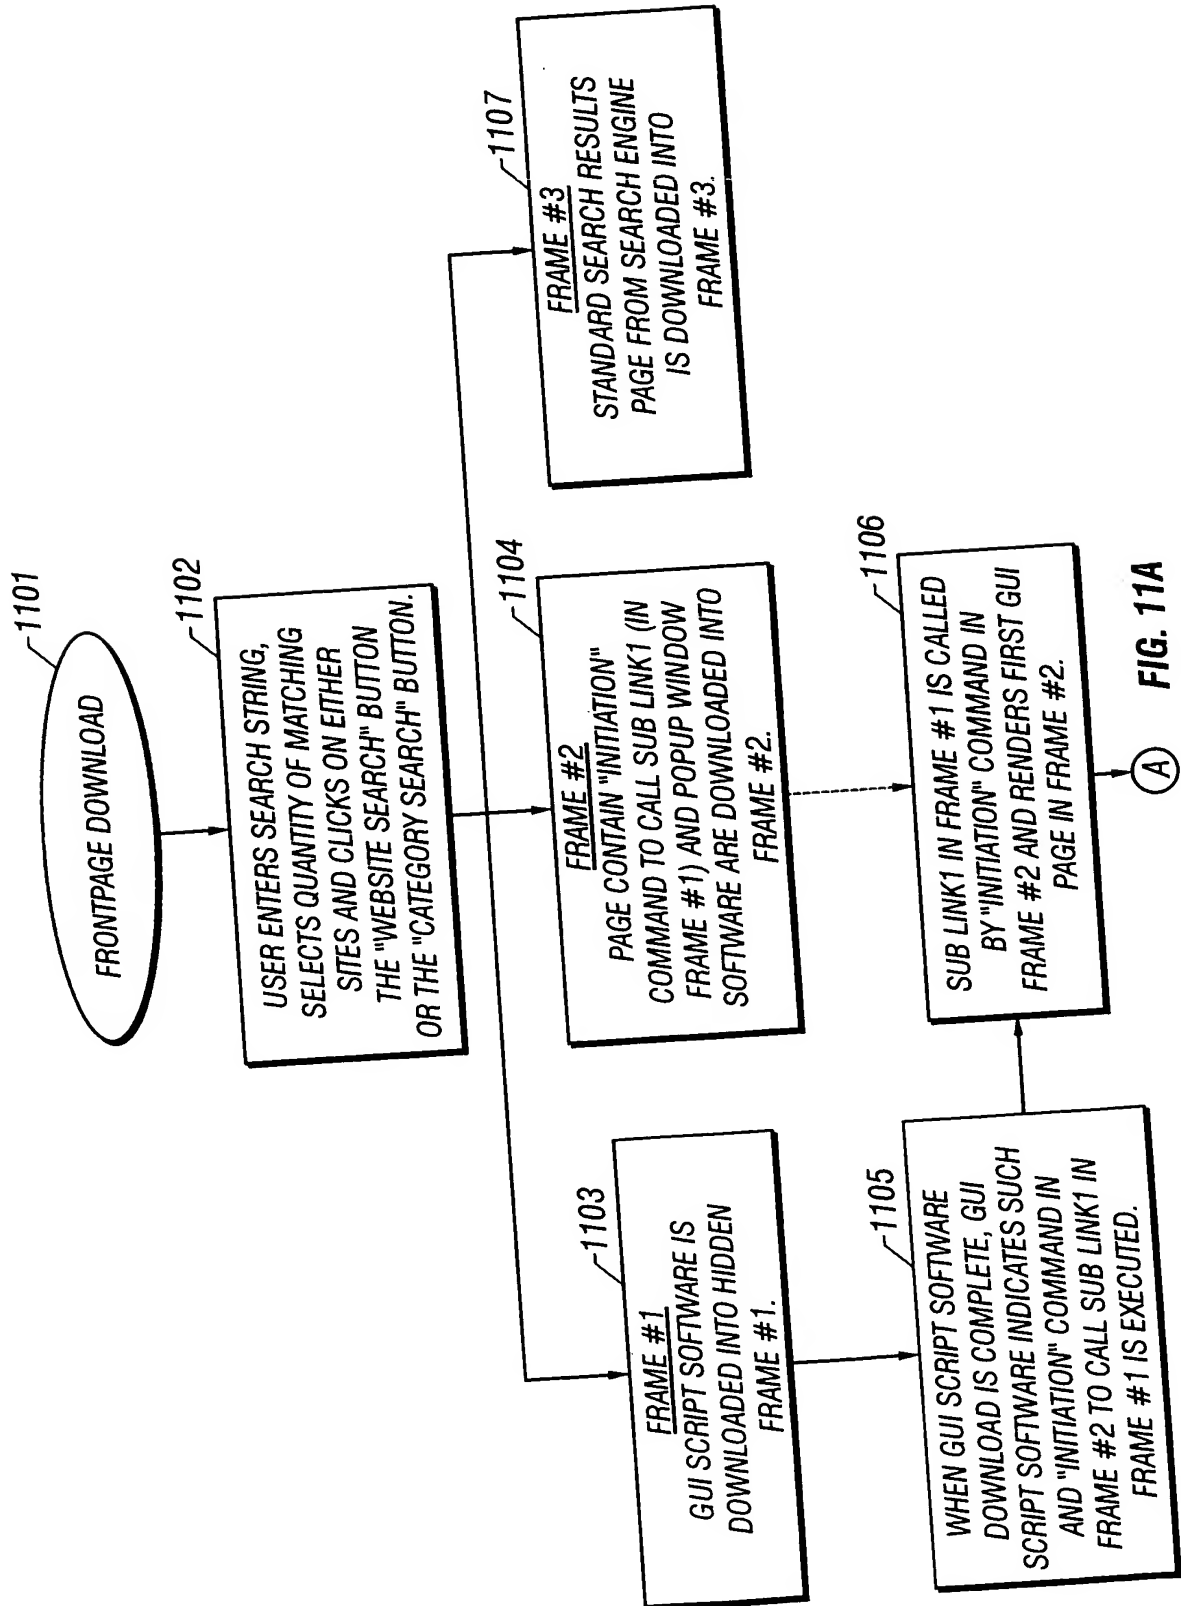 1101
FRONTPAGE DOWNLOAD
1102
USER ENTERS SEARCH STRING,
SELECTS QUANTITY OF MATCHING
SITES AND CLICKS ON EITHER
THE "WEBSITE SEARCH" BUTTON
OR THE "CATEGORY SEARCH" BUTTON.
1103
FRAME #1
GUI SCRIPT SOFTWARE IS
DOWNLOADED INTO HIDDEN
FRAME #1.
1104
FRAME #2
PAGE CONTAIN "INITIATION"
COMMAND TO CALL SUB LINK1 (IN
FRAME #1) AND POPUP WINDOW
SOFTWARE ARE DOWNLOADED INTO
FRAME #2.
1107
FRAME #3
STANDARD SEARCH RESULTS
PAGE FROM SEARCH ENGINE
IS DOWNLOADED INTO
FRAME #3.
1105
WHEN GUI SCRIPT SOFTWARE
DOWNLOAD IS COMPLETE, GUI
SCRIPT SOFTWARE INDICATES SUCH
AND "INITIATION" COMMAND IN
FRAME #2 TO CALL SUB LINK1 IN
FRAME #1 IS EXECUTED.
1106
SUB LINK1 IN FRAME #1 IS CALLED
BY "INITIATION" COMMAND IN
FRAME #2 AND RENDERS FIRST GUI
PAGE IN FRAME #2.
A
FIG. 11A